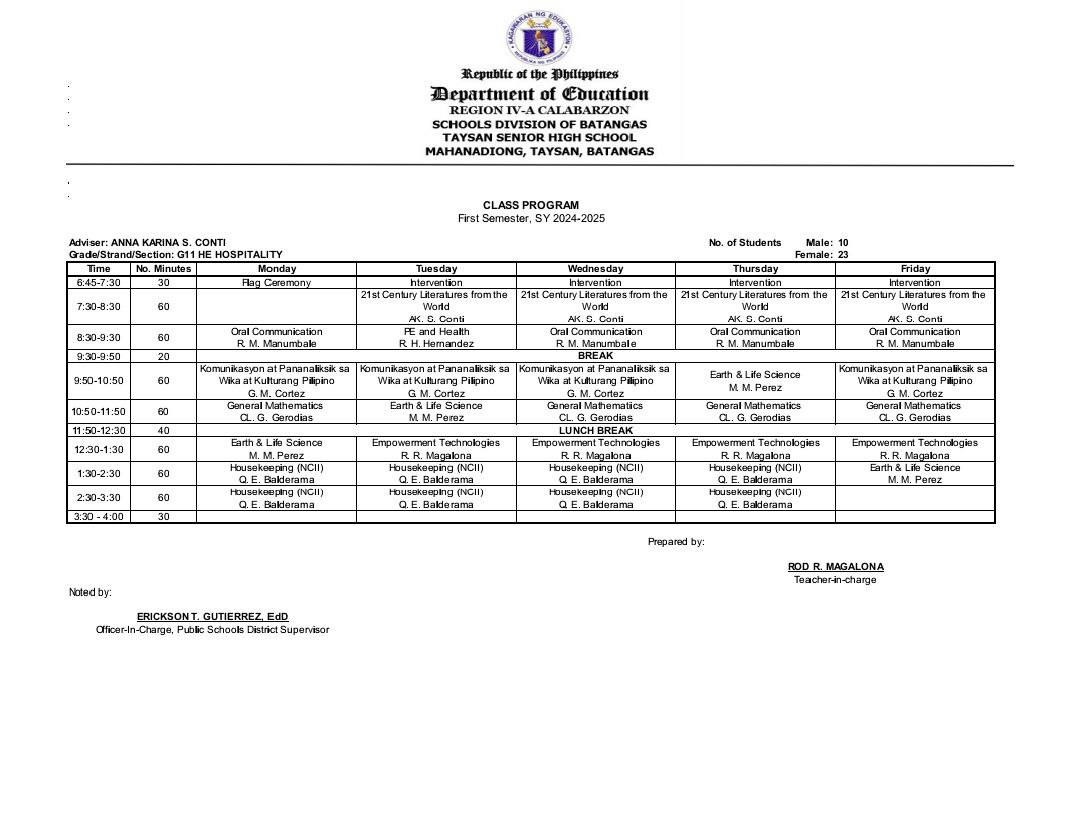 KAGAWARAN NG EDUKASYON
REPUBLIKA NG PILIPINAS
Republic of the Philippines
Department of Education
REGION IV-A CALABARZON
SCHOOLS DIVISION OF BATANGAS
TAYSAN SENIOR HIGH SCHOOL
MAHANADIONG, TAYSAN, BATANGAS
CLASS PROGRAM
First Semester, SY 2024-2025
Adviser: ANNA KARINA S. CONTI No. of Students Male: 10
Grade/Strand/Section: G11 HE HOSPITALITY Female: 23
Time No. Minutes Monday Tuesday Wednesday Thursday Friday
6:45-7:30 30 Flag Ceremony Intervention Intervention Intervention Intervention
21st Century Literatures from the 21st Century Literatures from the 21st Century Literatures from the 21st Century Literatures from the
7:30-8:30 60 World World World World
AK. S. Conti AK. S. Conti AK. S. Conti AK. S. Conti
Oral Communication PE and Health Oral Communication Oral Communication Oral Communication
8:30-9:30 60
R. M. Manumbale R. H. Hernandez R. M. Manumbale R. M. Manumbale R. M. Manumbale
9:30-9:50 20 BREAK
Komunikasyon at Pananaliksik sa Komunikasyon at Pananaliksik sa Komunikasyon at Pananaliksik sa Earth & Life Science Komunikasyon at Pananaliksik sa
9:50-10:50 60 Wika at Kulturang Pilipino Wika at Kulturang Pilipino Wika at Kulturang Pilipino M. M. Perez Wika at Kulturang Pilipino
G. M. Cortez G. M. Cortez G. M. Cortez G. M. Cortez
General Mathematics Earth & Life Science General Mathematics General Mathematics General Mathematics
10:50-11:50 60
CL. G. Gerodias M. M. Perez CL. G. Gerodias CL. G. Gerodias CL. G. Gerodias
11:50-12:30 40 LUNCH BREAK
Earth & Life Science Empowerment Technologies Empowerment Technologies Empowerment Technologies Empowerment Technologies
12:30-1:30 60
M. M. Perez R. R. Magalona R. R. Magalona R. R. Magalona R. R. Magalona
Housekeeping (NCII) Housekeeping (NCII) Housekeeping (NCII) Housekeeping (NCII) Earth & Life Science
1:30-2:30 60
Q. E. Balderama Q. E. Balderama Q. E. Balderama Q. E. Balderama M. M. Perez
Housekeeping (NCII) Housekeeping (NCII) Housekeeping (NCII) Housekeeping (NCII)
2:30-3:30 60
Q. E. Balderama Q. E. Balderama Q. E. Balderama Q. E. Balderama
3:30 - 4:00 30
Prepared by:
ROD R. MAGALONA
Teacher-in-charge
Noted by:
ERICKSON T. GUTIERREZ, EdD
Officer-In-Charge, Public Schools District Supervisor